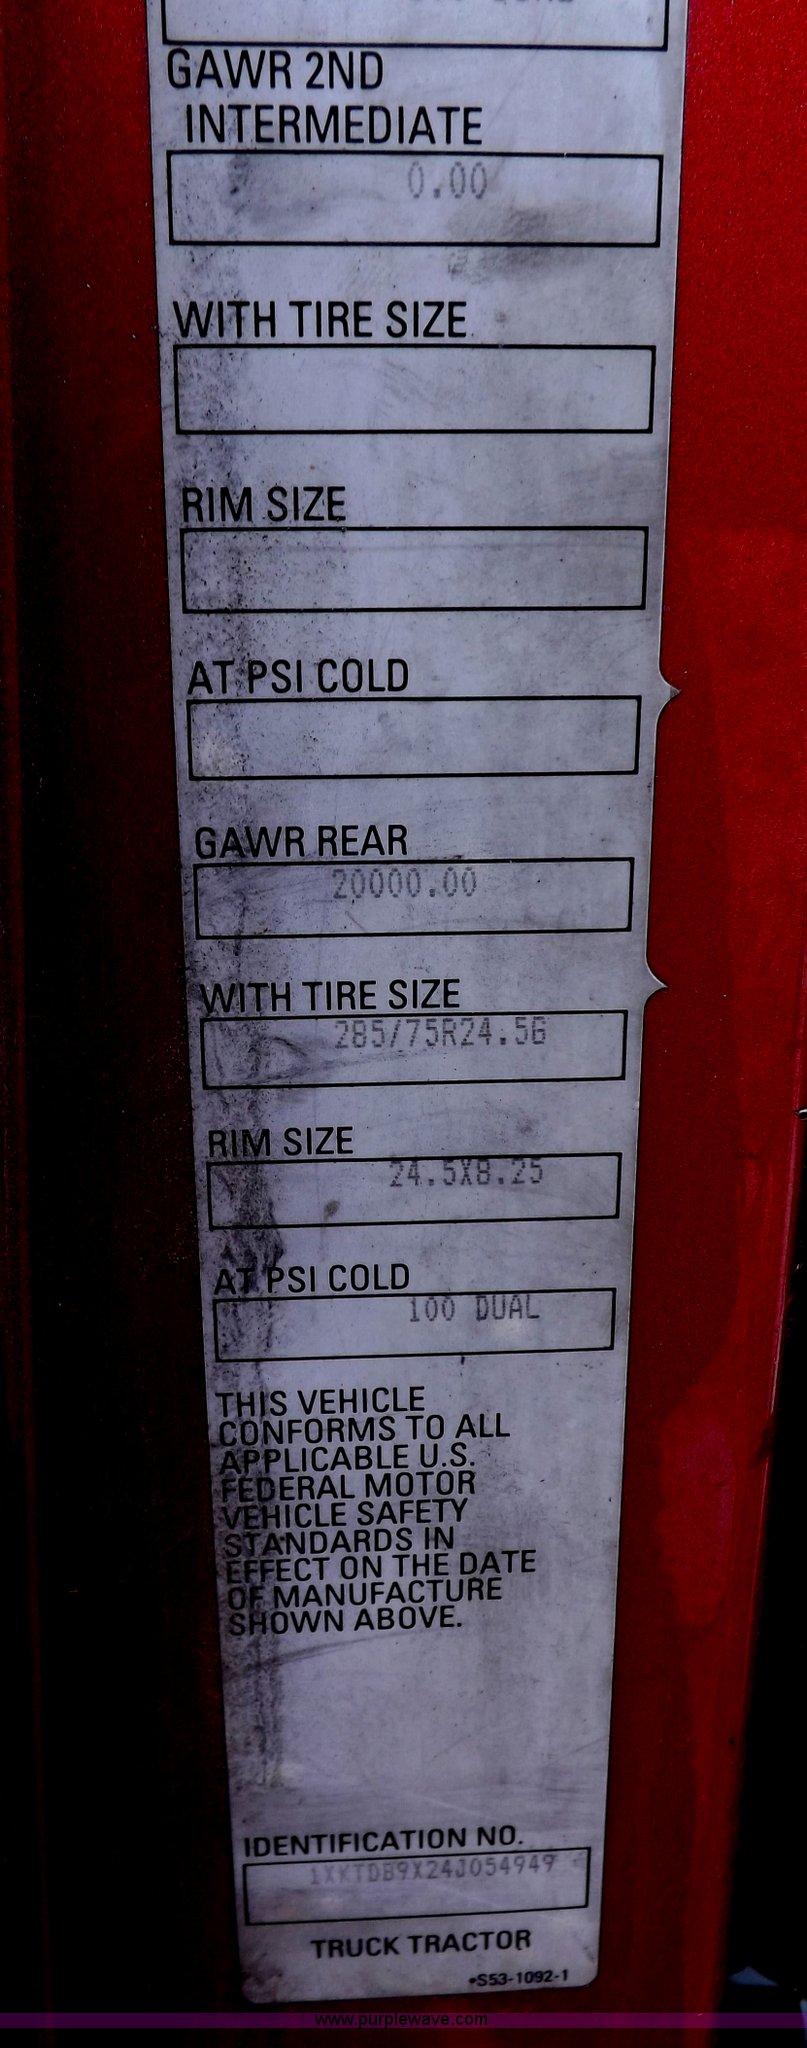 GAWR 2ND
INTERMEDIATE
0.00
WITH TIRE SIZE
RIM SIZE
AT PSI COLD
GAWR REAR
20000.00
WITH TIRE SIZE
285/75R24.5G
RIM SIZE
24.5X8.25
AT PSI COLD
100 DUAL
THIS VEHICLE
CONFORMS TO ALL
APPLICABLE U.S.
FEDERAL MOTOR
VEHICLE SAFETY
STANDARDS IN
EFFECT ON THE DATE
OF MANUFACTURE
SHOWN ABOVE.
IDENTIFICATION NO.
1XKTDB9X24J054949
TRUCK TRACTOR
•S53-1092-1
www.purplewave.com